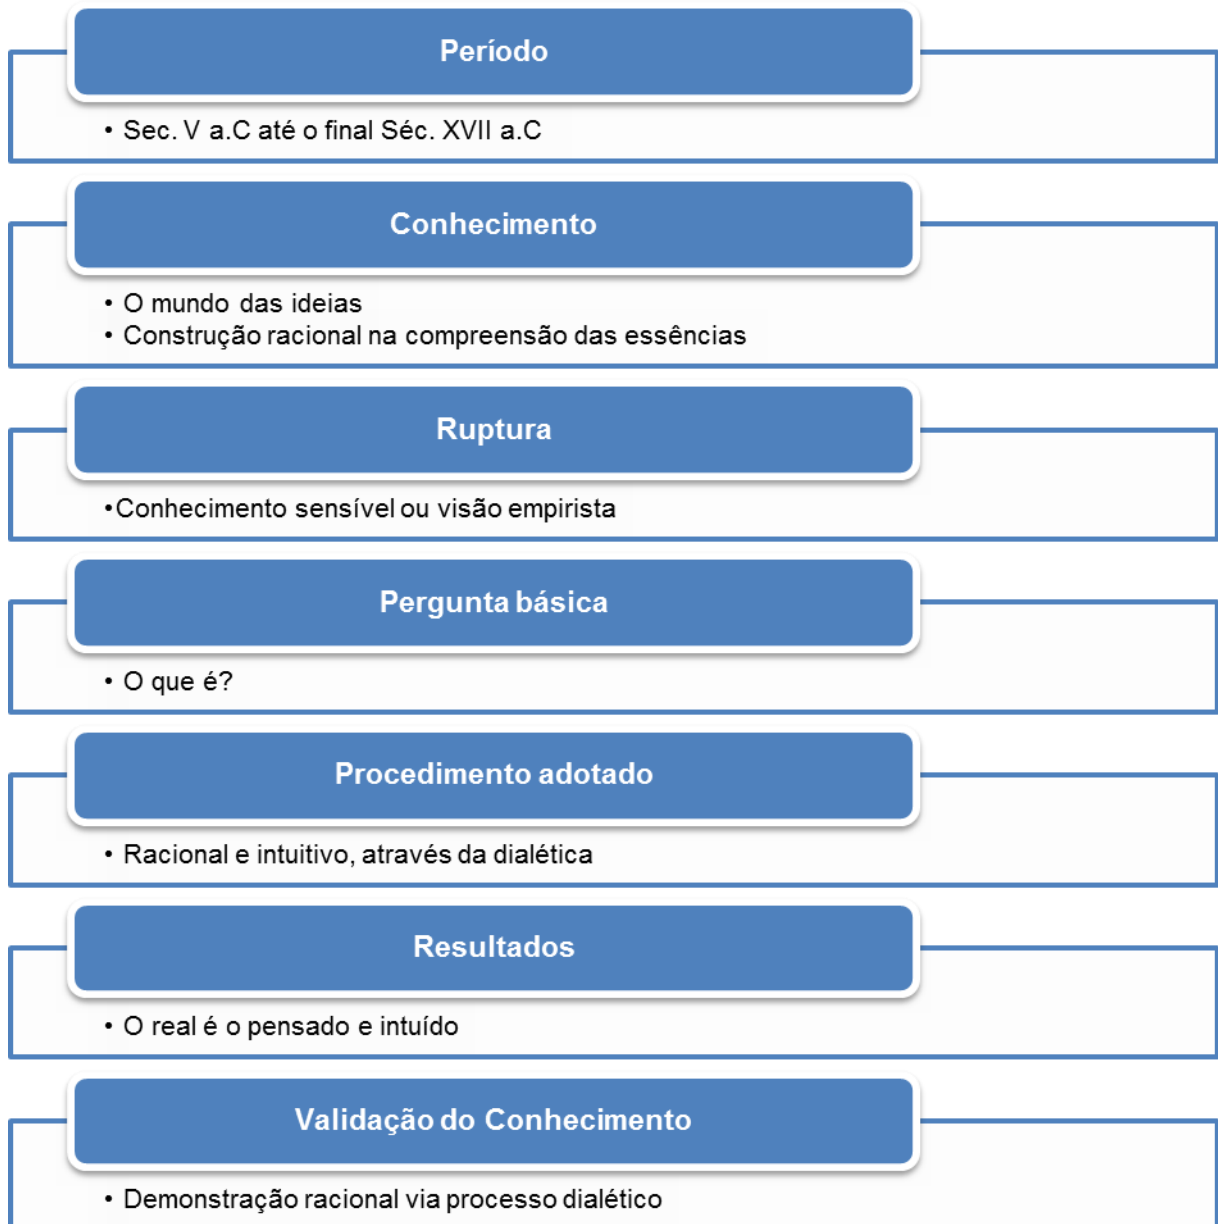 Período
• Sec. V a.C até o final Séc. XVII a.C
Conhecimento
• O mundo das ideias
• Construção racional na compreensão das essências
Ruptura
•Conhecimento sensível ou visão empirista
Pergunta básica
• O que é?
Procedimento adotado
• Racional e intuitivo, através da dialética
Resultados
• O real é o pensado e intuído
Validação do Conhecimento
• Demonstração racional via processo dialético